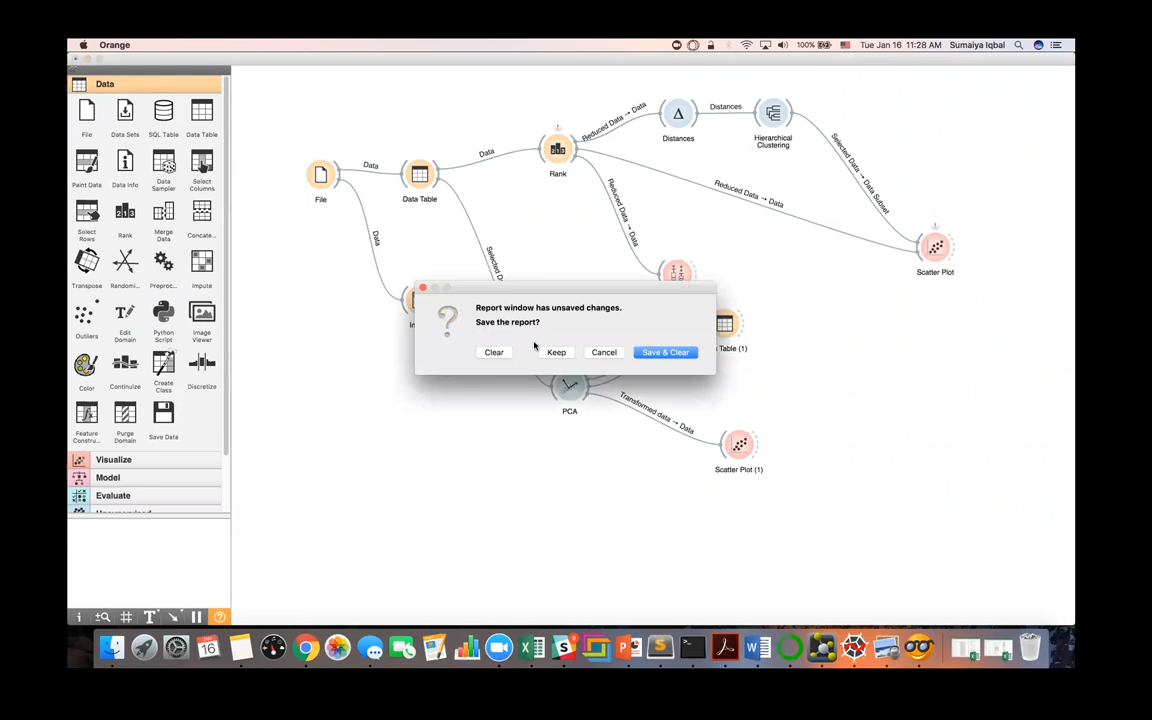 Orange
100%
Tue Jan 16 11:28 AM
Sumaiya Iqbal
Data
File
Data Sets
SQL Table
Data Table
Paint Data
Data Info
Data
Sampler
Select
Columns
Select
Rows
Rank
Merge
Data
Concate...
Transpose
Randomi...
Preproc...
Impute
Outliers
Edit
Domain
Python
Script
Image
Viewer
Color
Continuize
Create
Class
Discretize
Feature
Constru...
Purge
Domain
Save Data
Visualize
Model
Evaluate
File
Data
Data
Data Table
Data
Selected D
Rank
Reduced Data → Data
Reduced Data → Data
Reduced Data → Data
Distances
Distances
Hierarchical
Clustering
Selected Data → Data Subset
Scatter Plot
Report window has unsaved changes.
Save the report?
Clear
Keep
Cancel
Save & Clear
Table (1)
PCA
Transformed data → Data
Scatter Plot (1)
JAN
16